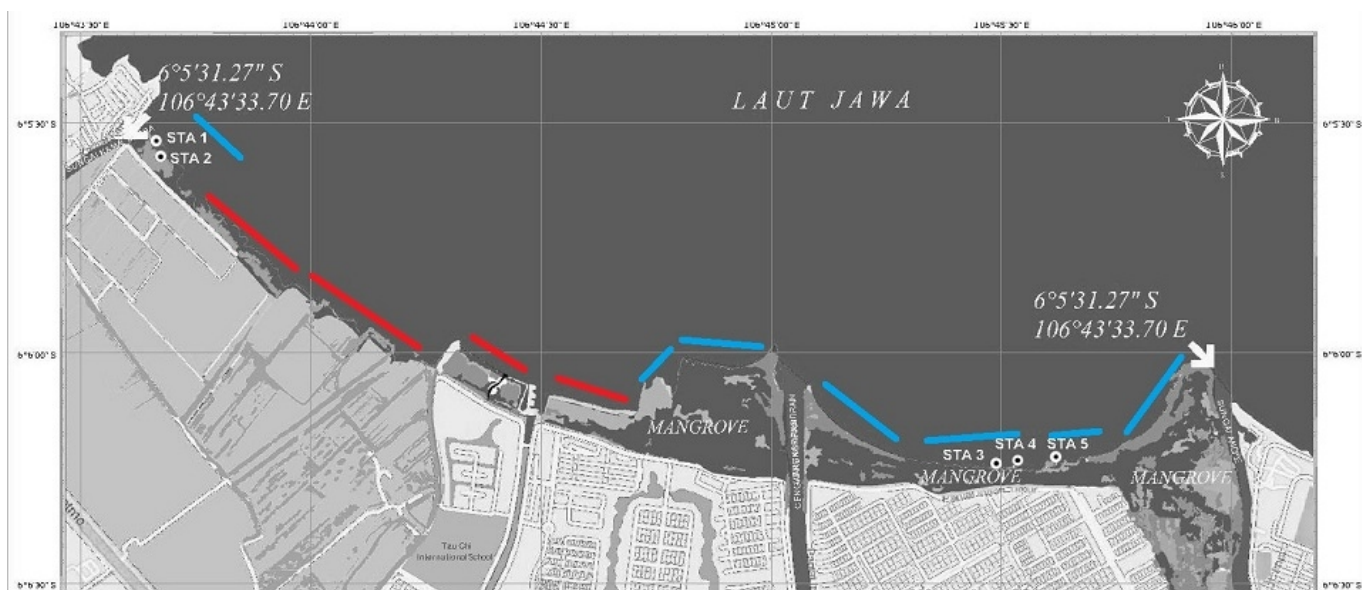 106°43'30" E
106°44'00" E
106°44'30" E
106°45'00" E
106°45'30" E
106°46'00" E
6°5'31.27" S
106°43'33.70 E
LAUT JAWA
6°5'30" S
6°5'30" S
STA 1
STA 2
6°5'31.27" S
106°43'33.70 E
6°6'00" S
6°6'00" S
MANGROVE
STA 3
STA 4
STA 5
MANGROVE
MANGROVE
Tzu Chi
International School
6°6'30" S
6°6'30" S